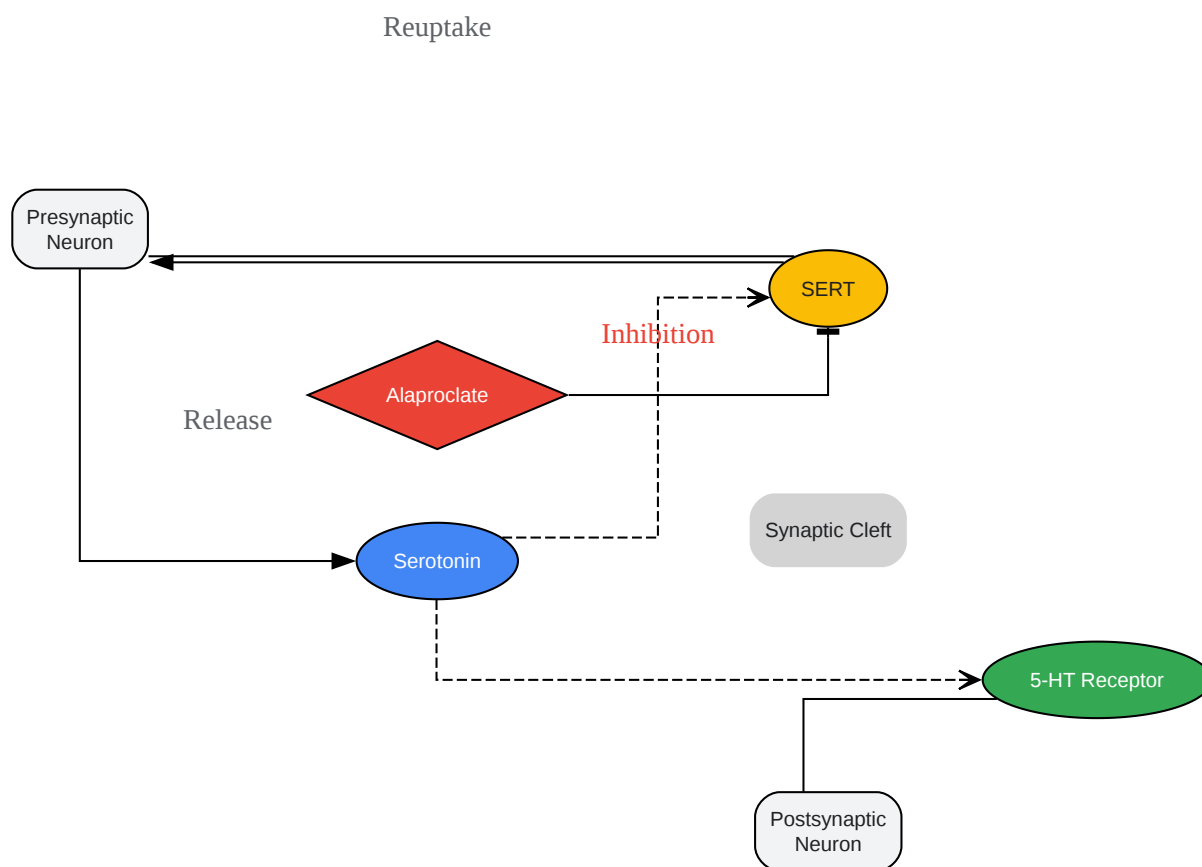 Reuptake
Presynaptic
Neuron
SERT
Inhibition
Alaproclate
Release
Synaptic Cleft
Serotonin
5-HT Receptor
Postsynaptic
Neuron